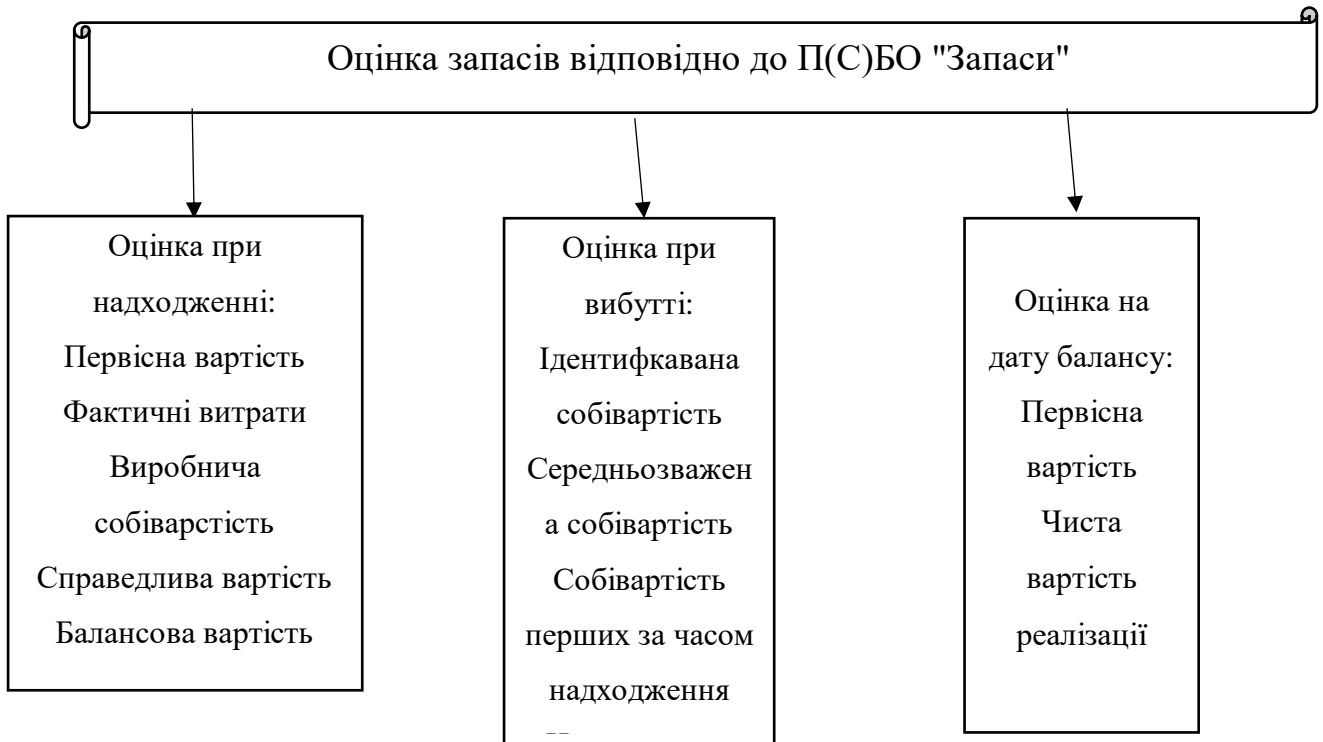 Оцінка запасів відповідно до П(С)БО "Запаси"
Оцінка при
надходженні:
Первісна вартість
Фактичні витрати
Виробнича
собіварстість
Справедлива вартість
Балансова вартість
Оцінка при
вибутті:
Ідентифкавана
собівартість
Середньозважен
а собівартість
Собівартість
перших за часом
надходження
Оцінка на
дату балансу:
Первісна
вартість
Чиста
вартість
реалізації